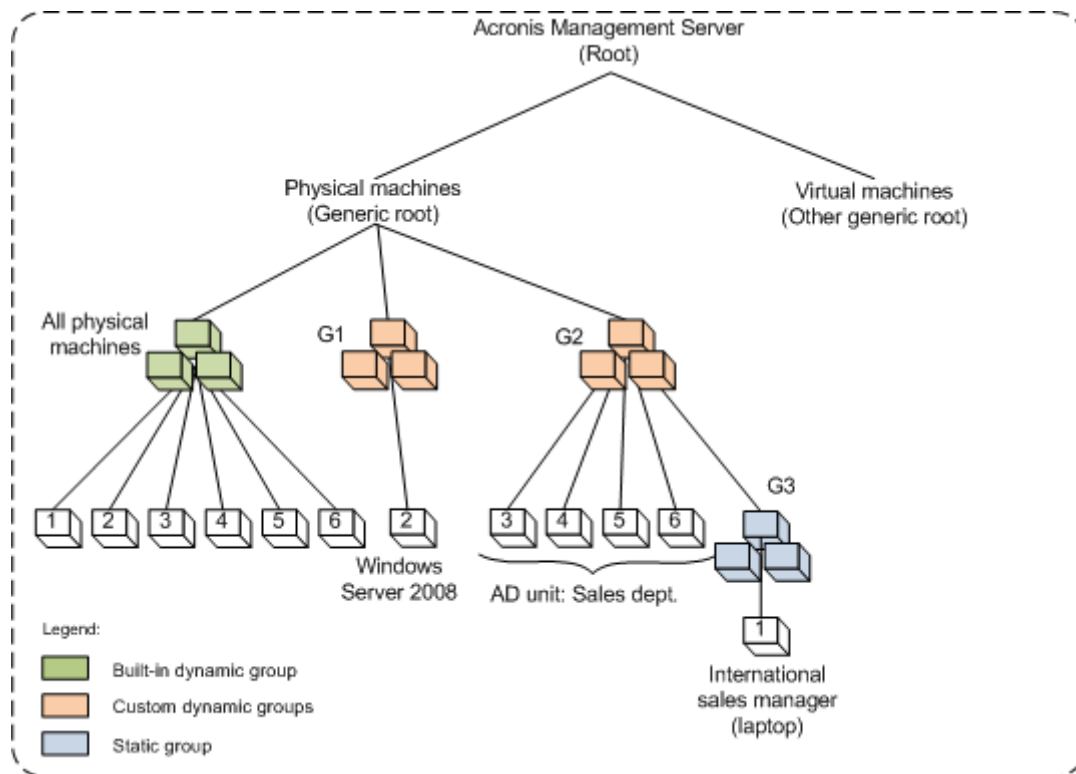 Acronis Management Server
(Root)
Physical machines
(Generic root)
Virtual machines
(Other generic root)
All physical
machines
G1
G2
1
2
3
4
5
6
2
3
4
5
6
G3
Windows
Server 2008
AD unit: Sales dept.
1
International
sales manager
(laptop)
Legend:
Built-in dynamic group
Custom dynamic groups
Static group